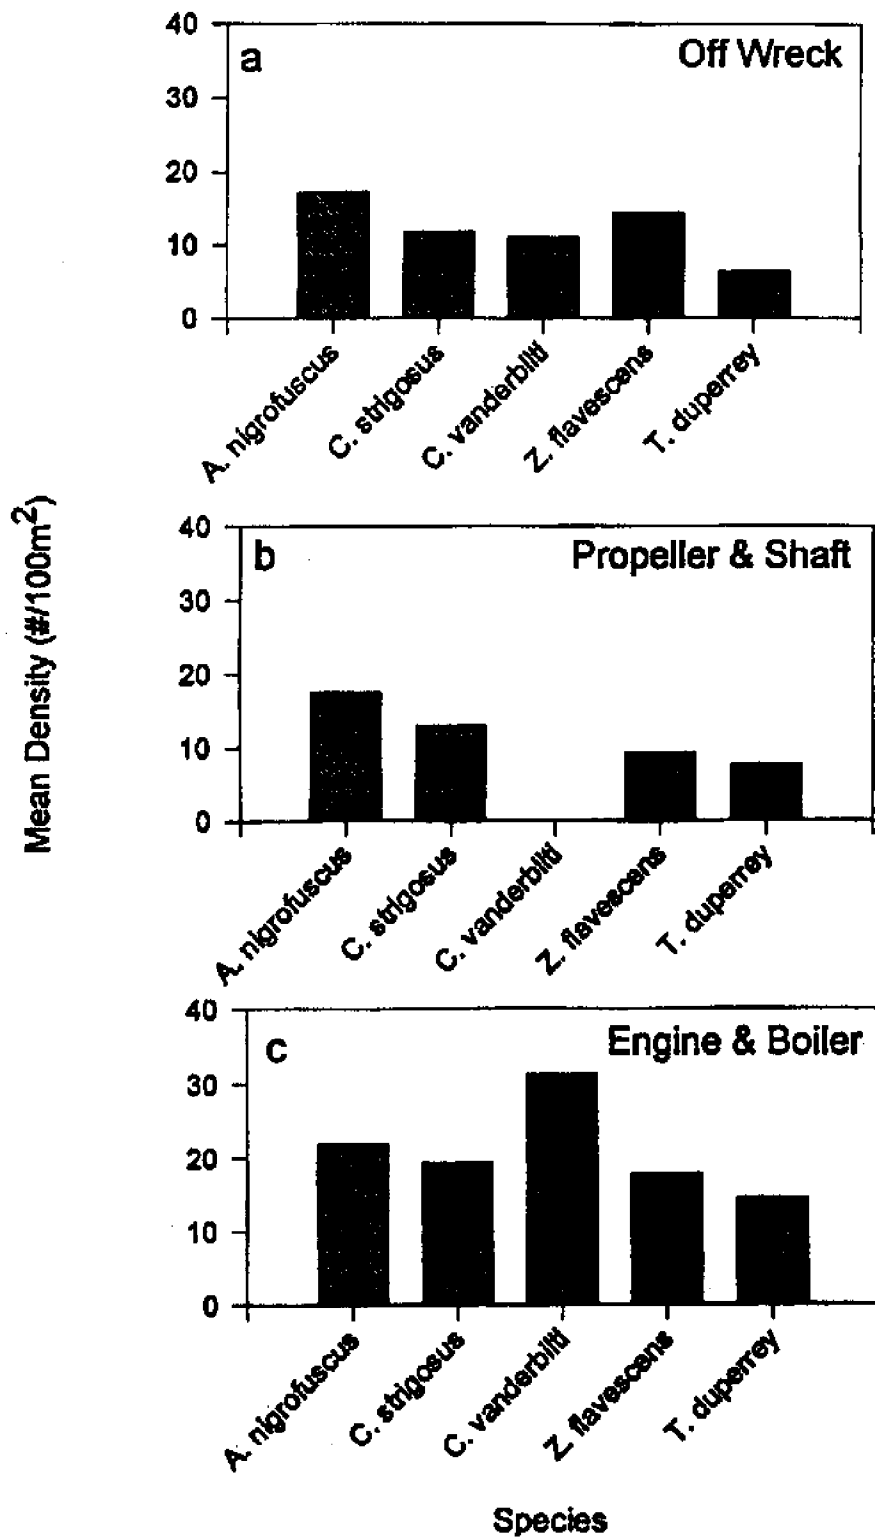 40
a
Off Wreck
30
20
10
0
A. nigrofuscus
C. strigosus
C. vanderbilti
Z. flavescens
T. duperrey
Mean Density (#/100m²)
40
b
Propeller & Shaft
30
20
10
0
A. nigrofuscus
C. strigosus
C. vanderbilti
Z. flavescens
T. duperrey
40
c
Engine & Boiler
30
20
10
0
A. nigrofuscus
C. strigosus
C. vanderbilti
Z. flavescens
T. duperrey
Species